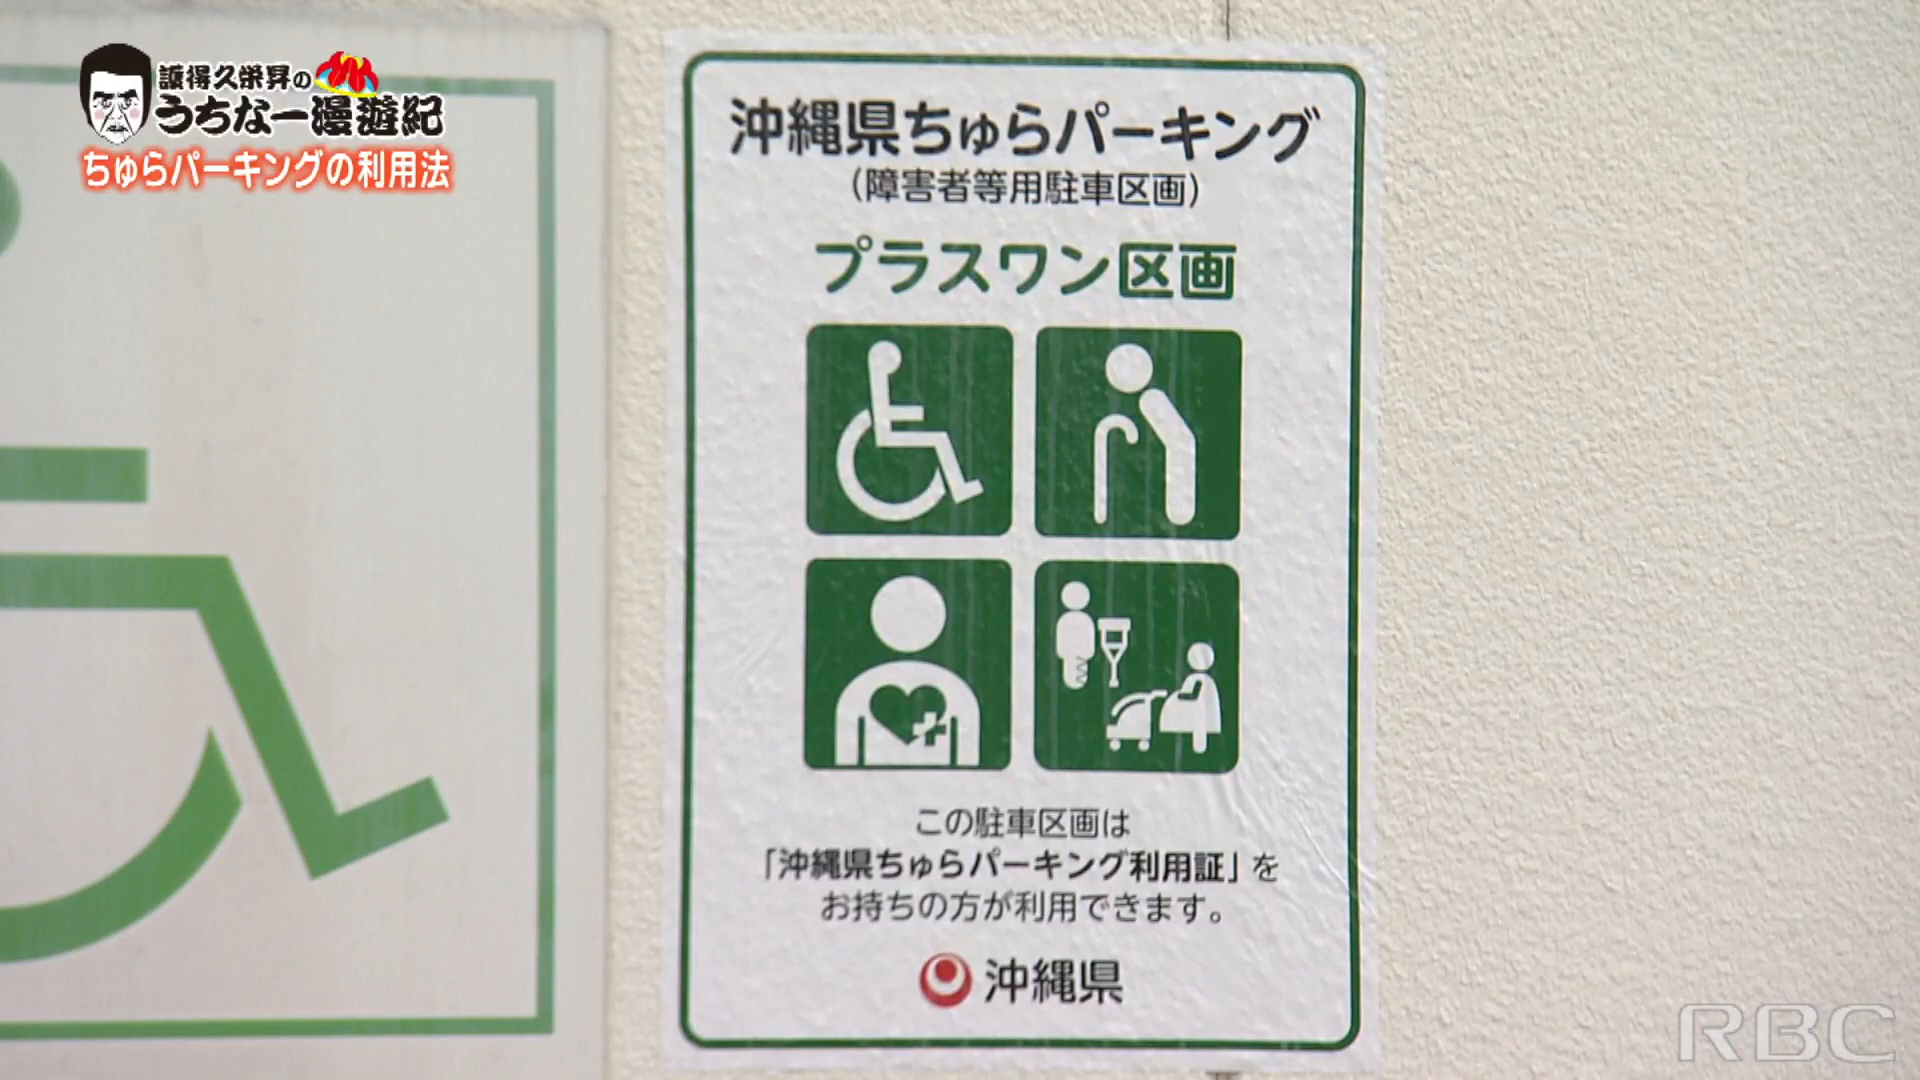 護得久栄昇の
うちなー漫遊紀
ちゅらパーキングの利用法
沖縄県ちゅらパーキング
(障害者等用駐車区画)
プラスワン区画
この駐車区画は
「沖縄県ちゅらパーキング利用証」を
お持ちの方が利用できます。
沖縄県
RBC